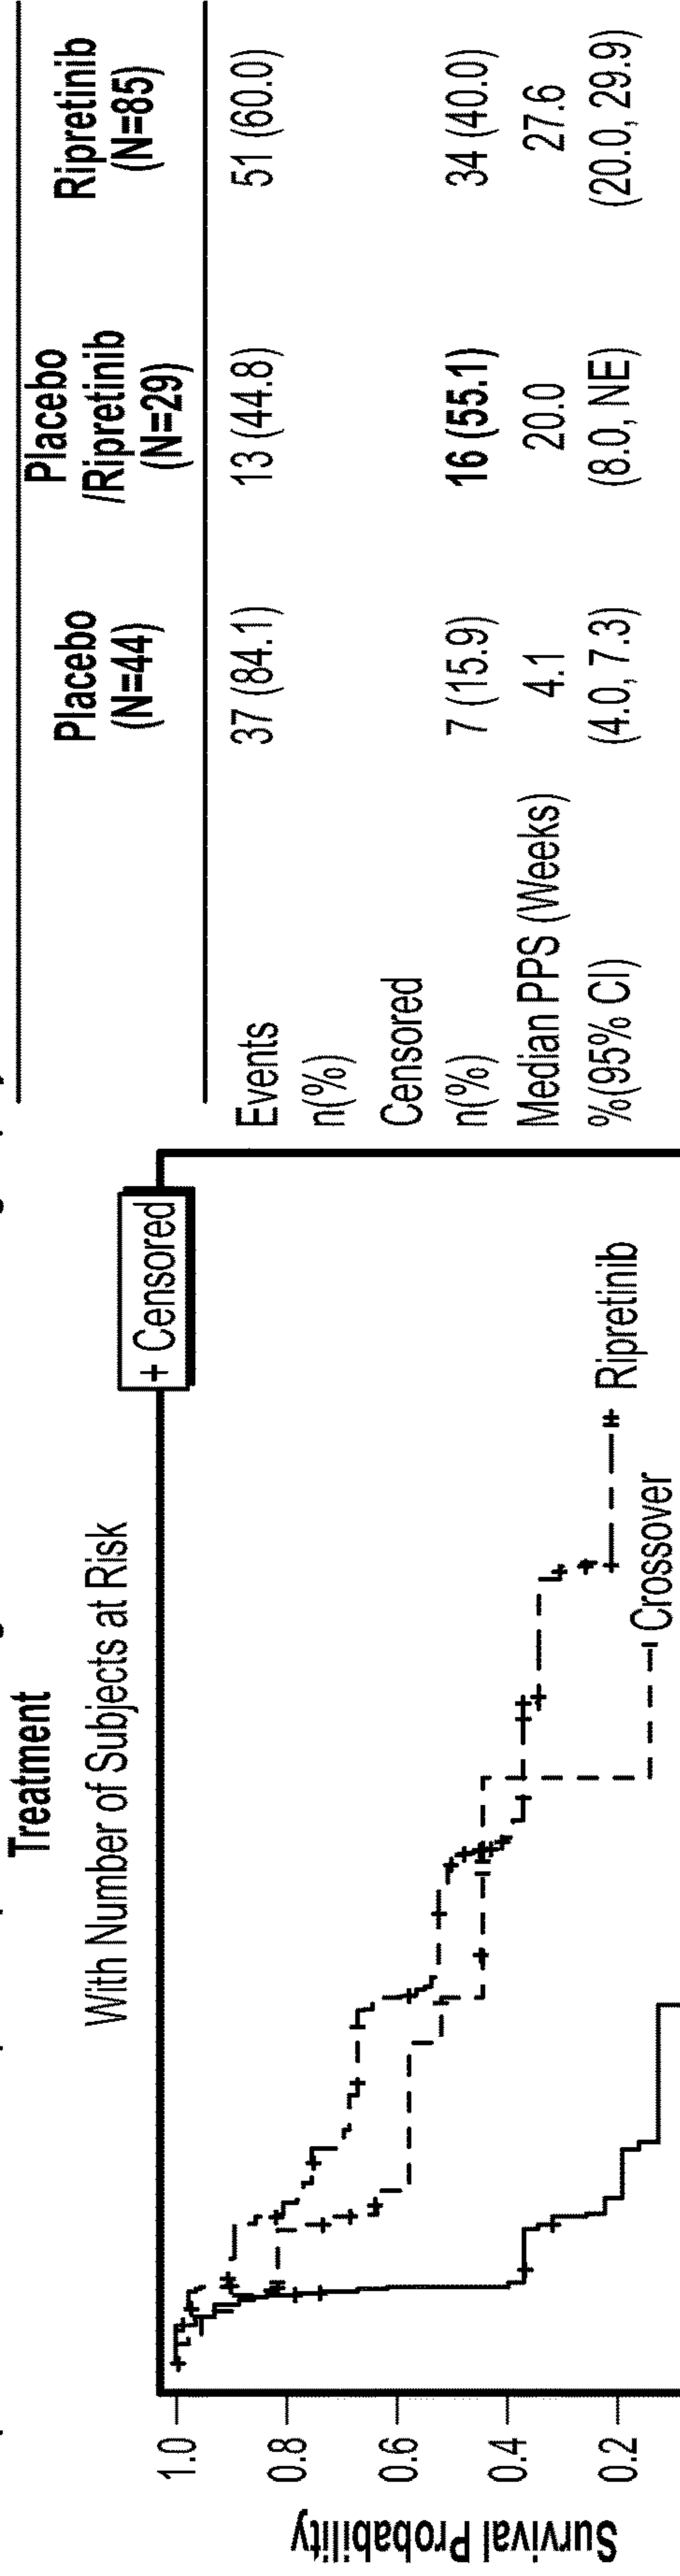 Treatment
With Number of Subjects at Risk
+ Censored
Survival Probability
1.0
0.8
0.6
0.4
0.2
Ripretinib
Crossover
Placebo
(N=44)
Placebo
/Ripretinib
(N=29)
Ripretinib
(N=85)
Events 37 (84.1) 13 (44.8) 51 (60.0)
n(%)
Censored
n(%) 7 (15.9) 16 (55.1) 34 (40.0)
Median PPS (Weeks) 4.1 20.0 27.6
%(95% CI) (4.0, 7.3) (8.0, NE) (20.0, 29.9)